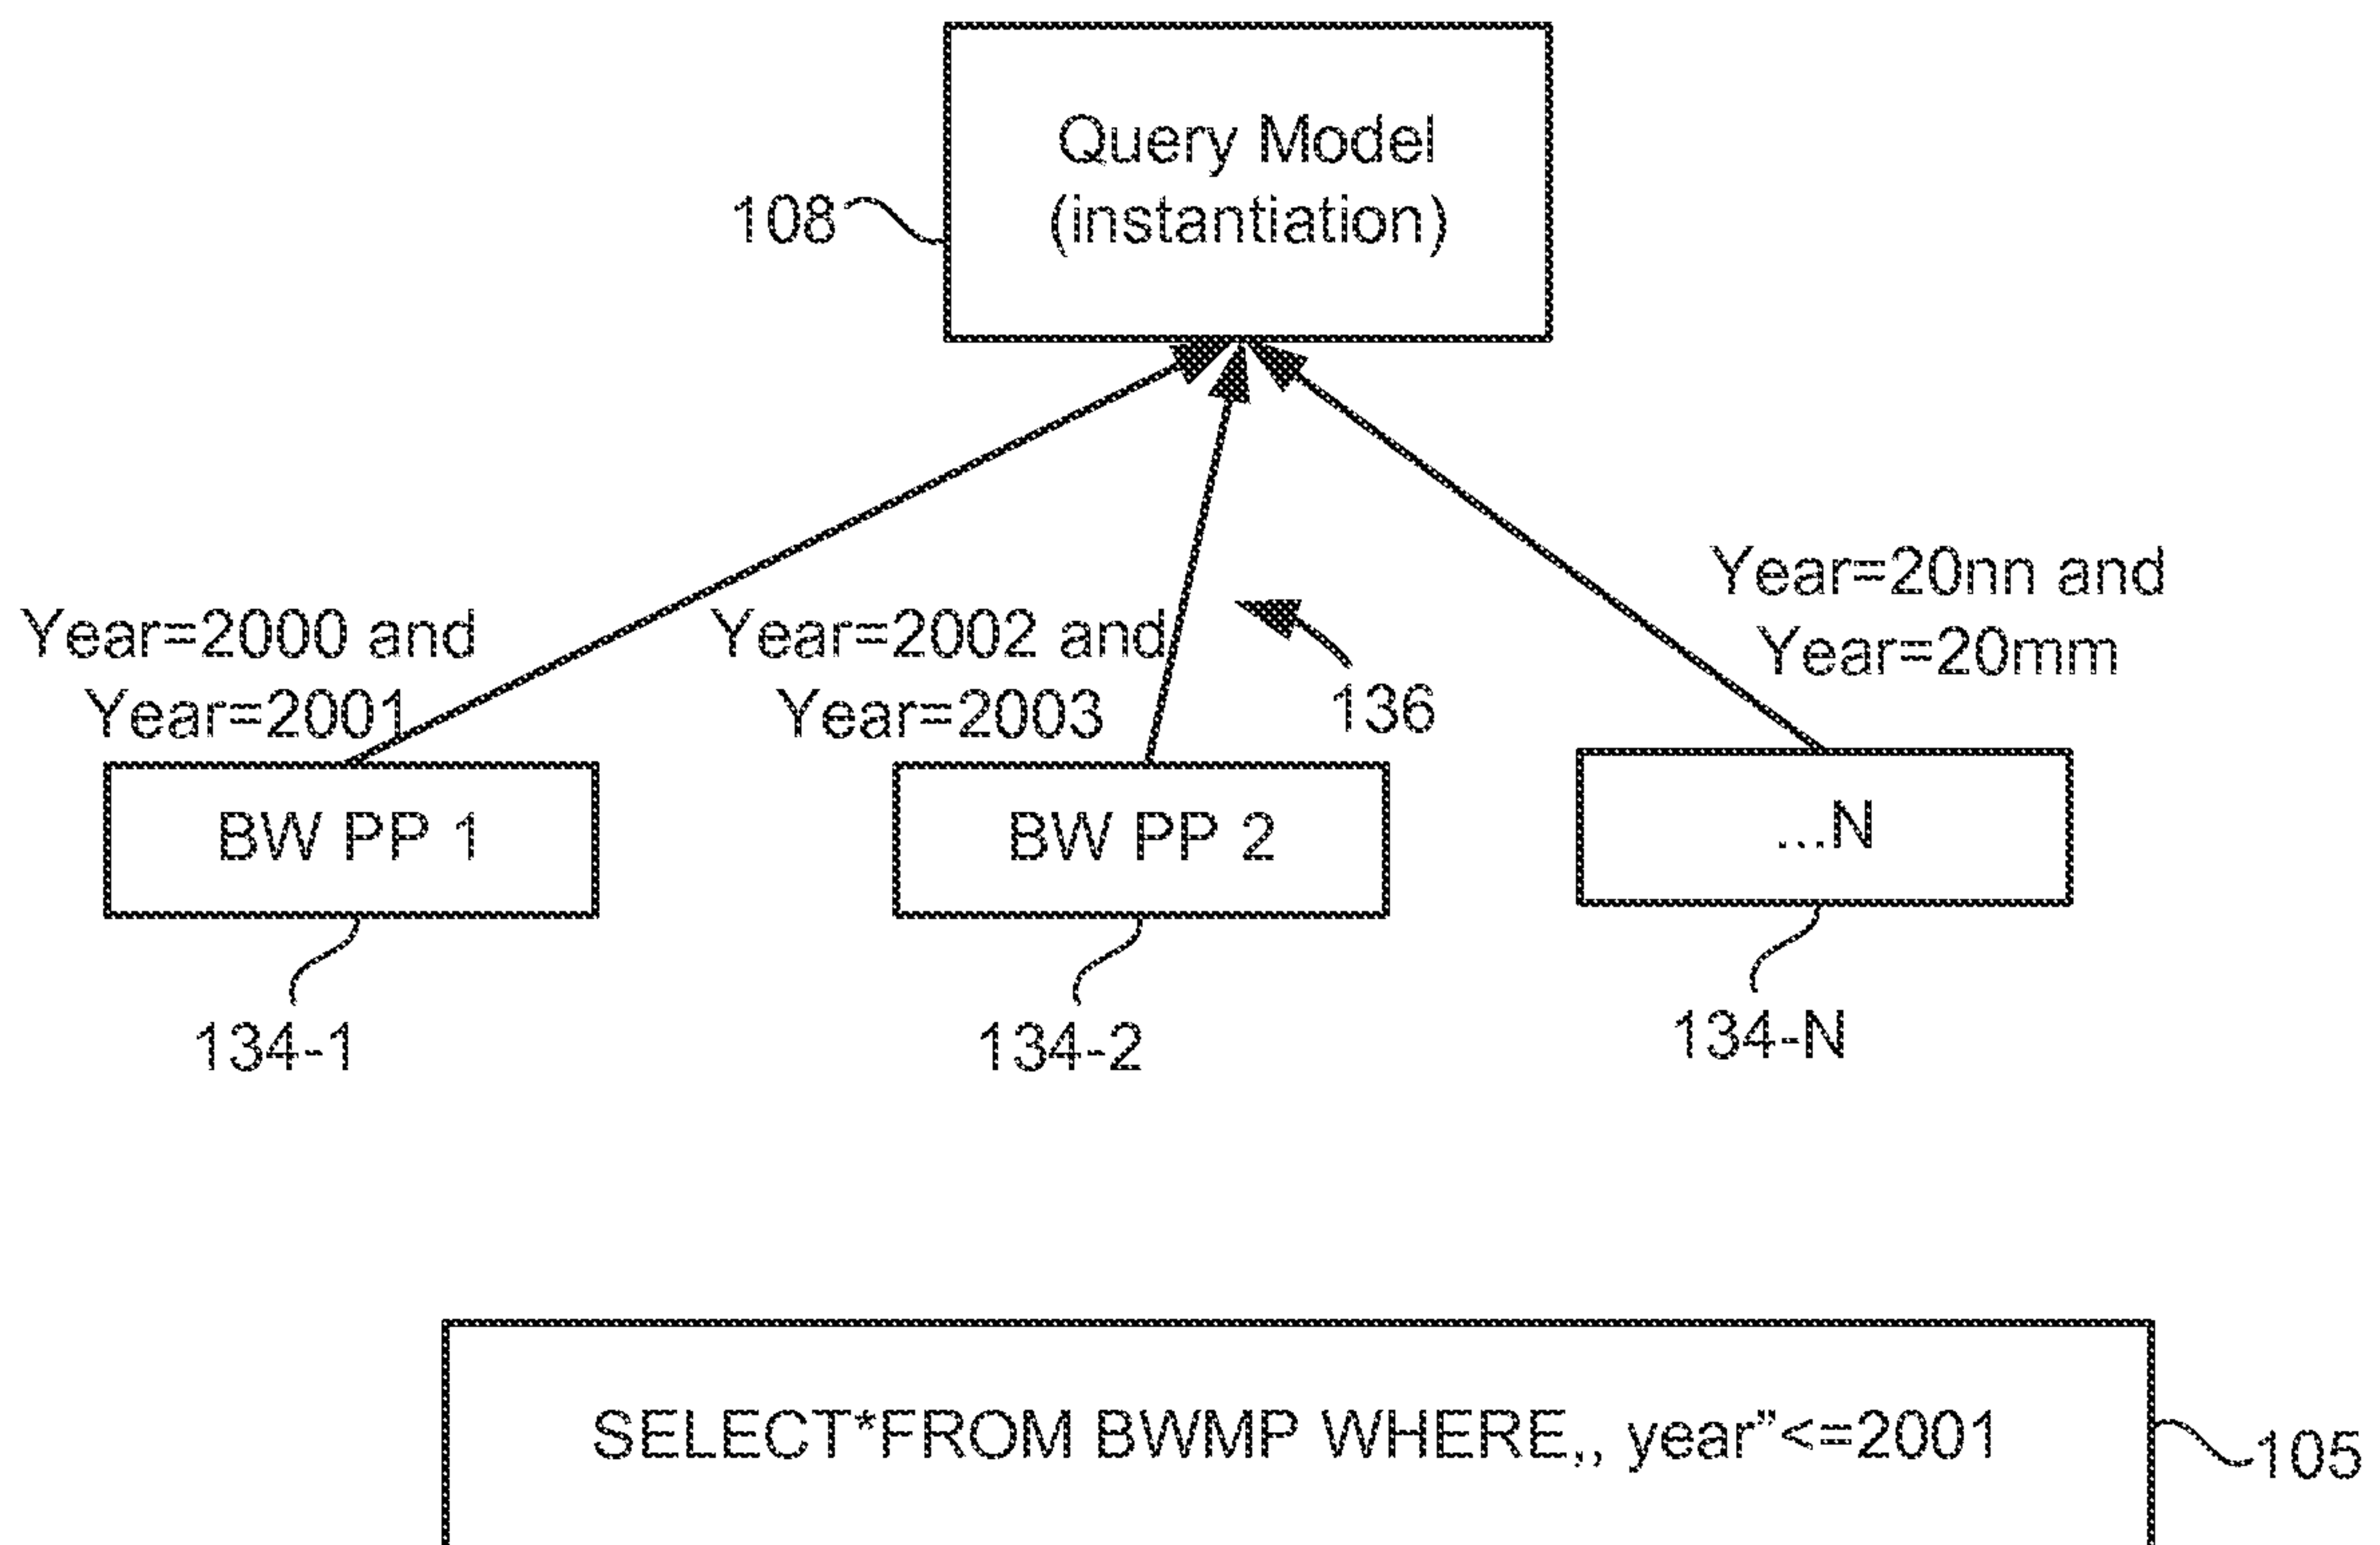 Query Model
(instantiation)
108
Year=2000 and
Year=2001
Year=2002 and
Year=2003
136
Year=20nn and
Year=20mm
BW PP 1
BW PP 2
...N
134-1
134-2
134-N
SELECT*FROM BWMP WHERE,, year”<=2001
105